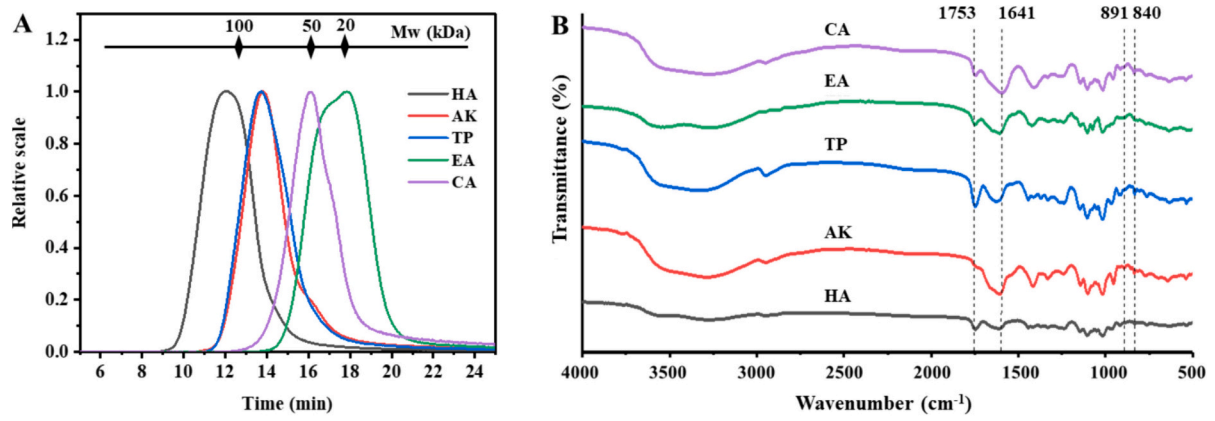 A
100 50 20
Mw (kDa)
1.2
1.0
0.8
0.6
0.4
0.2
0.0
Relative scale
HA
AK
TP
EA
CA
6 8 10 12 14 16 18 20 22 24
Time (min)
B
1753 1641 891 840
CA
EA
TP
AK
HA
Transmittance (%)
4000 3500 3000 2500 2000 1500 1000 500
Wavenumber (cm⁻¹)